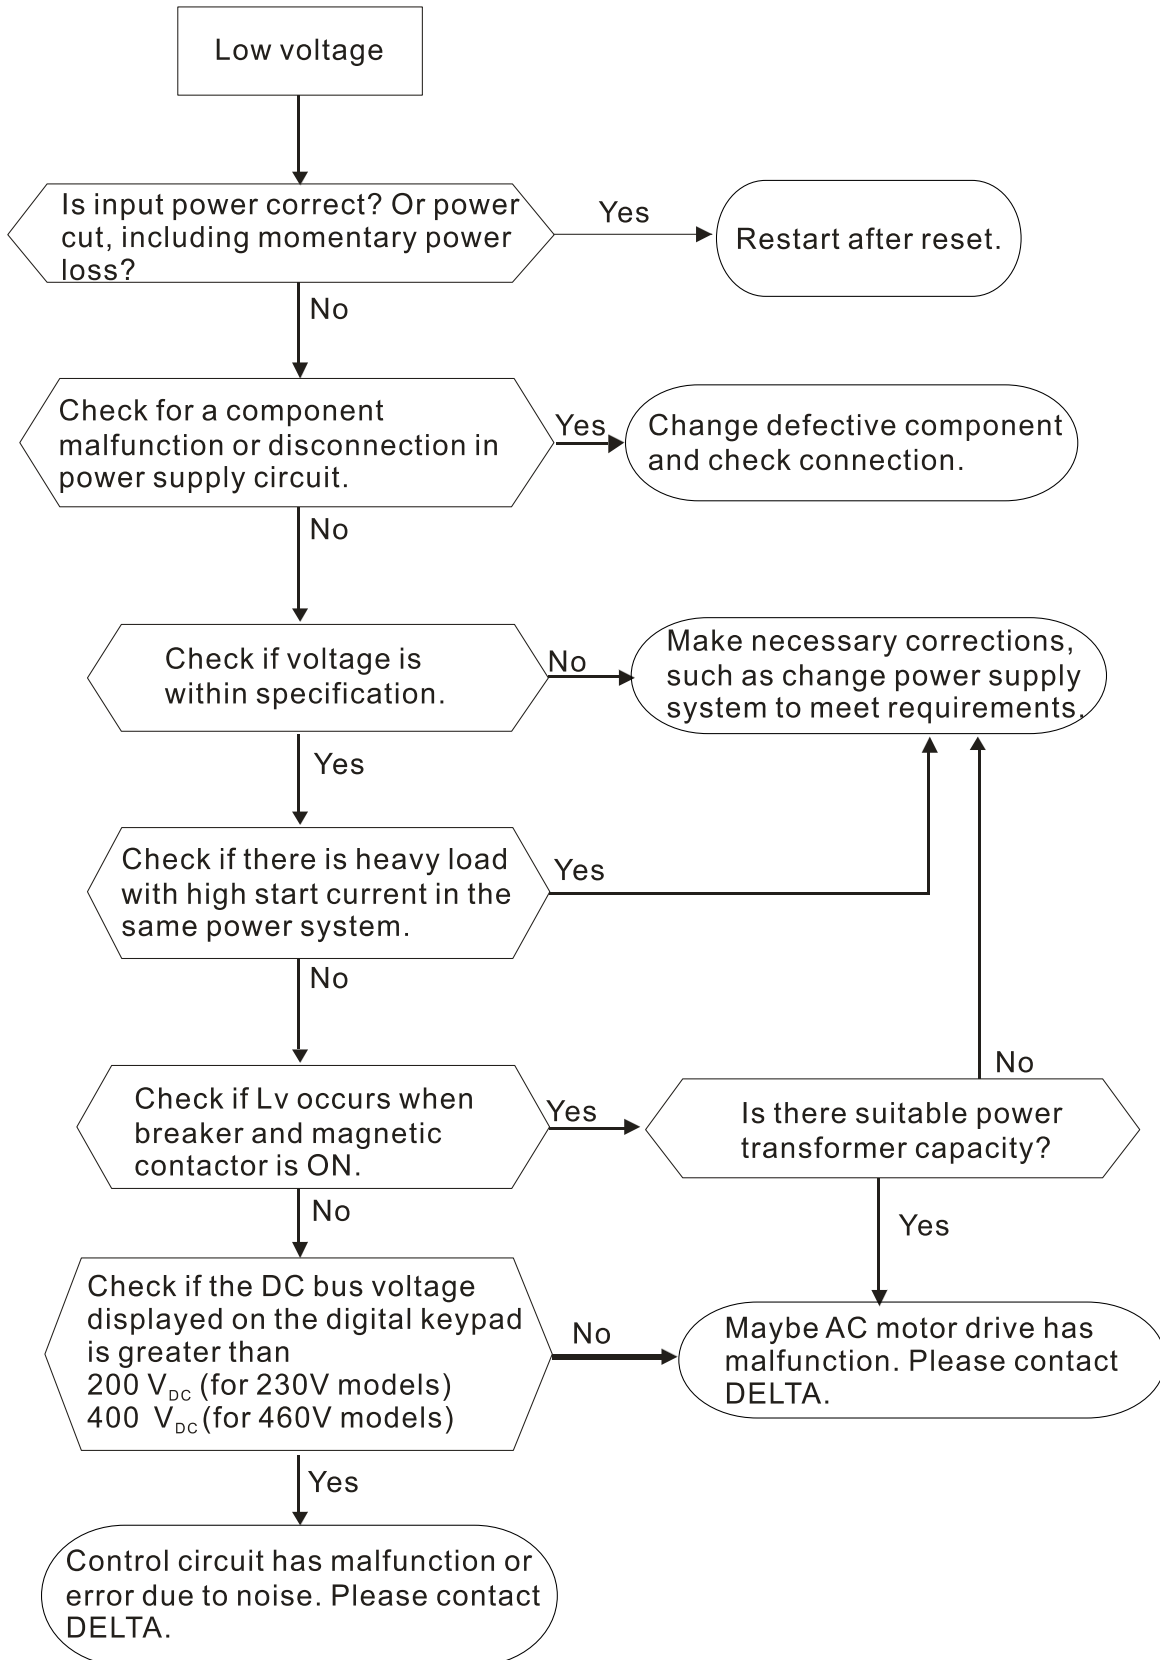 Low voltage
Is input power correct? Or power
cut, including momentary power
loss?
Yes
Restart after reset.
No
Check for a component
malfunction or disconnection in
power supply circuit.
Yes
Change defective component
and check connection.
No
Check if voltage is
within specification.
No
Make necessary corrections,
such as change power supply
system to meet requirements.
Yes
Check if there is heavy load
with high start current in the
same power system.
Yes
No
Check if Lv occurs when
breaker and magnetic
contactor is ON.
Yes
Is there suitable power
transformer capacity?
No
Yes
No
Check if the DC bus voltage
displayed on the digital keypad
is greater than
200 VDC (for 230V models)
400 VDC (for 460V models)
No
Maybe AC motor drive has
malfunction. Please contact
DELTA.
Yes
Control circuit has malfunction or
error due to noise. Please contact
DELTA.